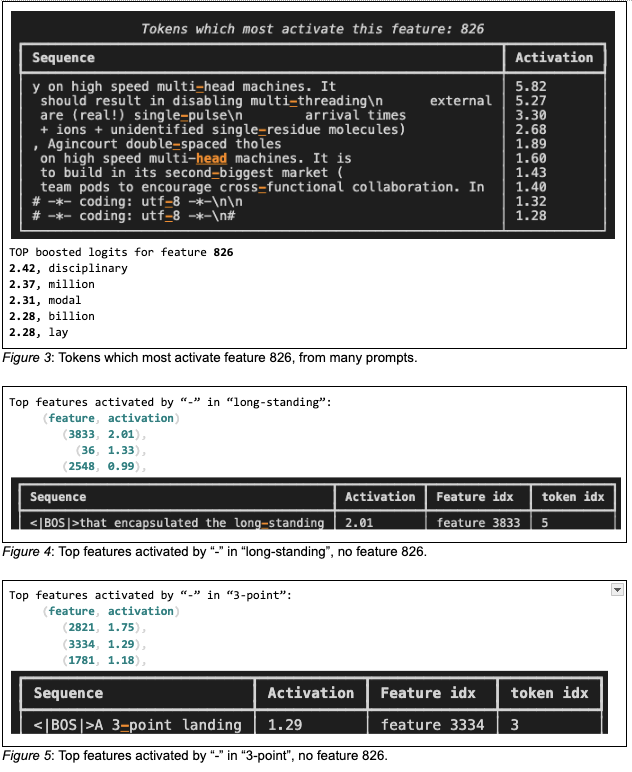 Tokens which most activate this feature: 826
Sequence Activation
y on high speed multi-head machines. It 5.82
should result in disabling multi-threading\n external 5.27
are (real!) single-pulse\n arrival times 3.30
+ ions + unidentified single-residue molecules) 2.68
, Agincourt double-spaced tholes 1.89
on high speed multi-head machines. It is 1.60
to build in its second-biggest market ( 1.43
team pods to encourage cross-functional collaboration. In 1.40
# -*- coding: utf-8 -*-\n\n 1.32
# -*- coding: utf-8 -*-\n# 1.28
TOP boosted logits for feature 826
2.42, disciplinary
2.37, million
2.31, modal
2.28, billion
2.28, lay
Figure 3: Tokens which most activate feature 826, from many prompts.
Top features activated by “-” in “long-standing”:
(feature, activation)
(3833, 2.01),
(36, 1.33),
(2548, 0.99),
Sequence Activation Feature idx token idx
<|BOS|>that encapsulated the long-standing 2.01 feature 3833 5
Figure 4: Top features activated by “-” in “long-standing”, no feature 826.
Top features activated by “-” in “3-point”:
(feature, activation)
(2821, 1.75),
(3334, 1.29),
(1781, 1.18),
Sequence Activation Feature idx token idx
<|BOS|>A 3-point landing 1.29 feature 3334 3
Figure 5: Top features activated by “-” in “3-point”, no feature 826.